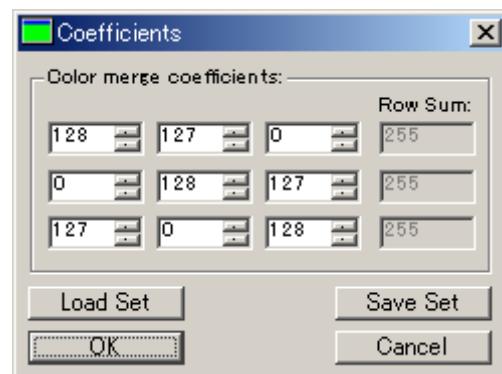 Coefficients
Color merge coefficients:
Row Sum:
128 127 0 255
0 128 127 255
127 0 128 255
Load Set Save Set
OK Cancel